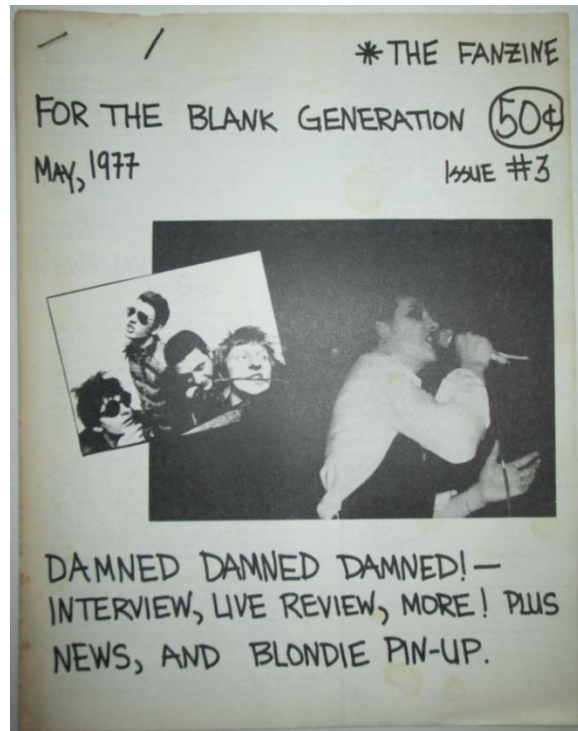 * THE FANZINE
FOR THE BLANK GENERATION 50¢
MAY, 1977 ISSUE #3
DAMNED DAMNED DAMNED! —
INTERVIEW, LIVE REVIEW, MORE! PLUS
NEWS, AND BLONDIE PIN-UP.